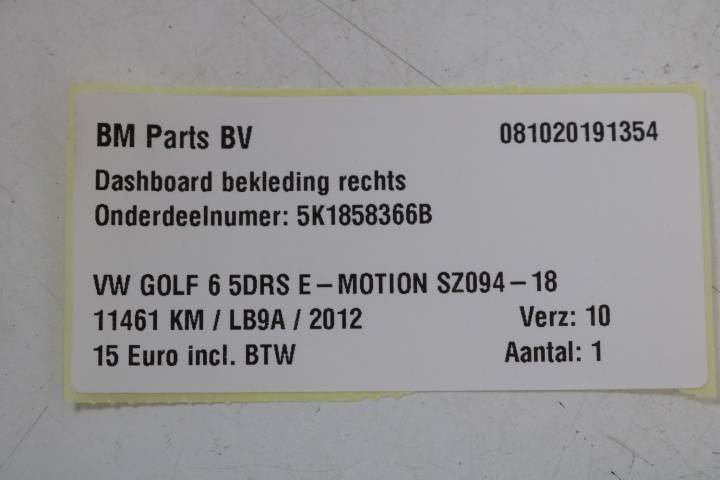 BM Parts BV 081020191354
Dashboard bekleding rechts
Onderdeelnumer: 5K1858366B
VW GOLF 6 5DRS E-MOTION SZ094-18
11461 KM / LB9A / 2012 Verz: 10
15 Euro incl. BTW Aantal: 1